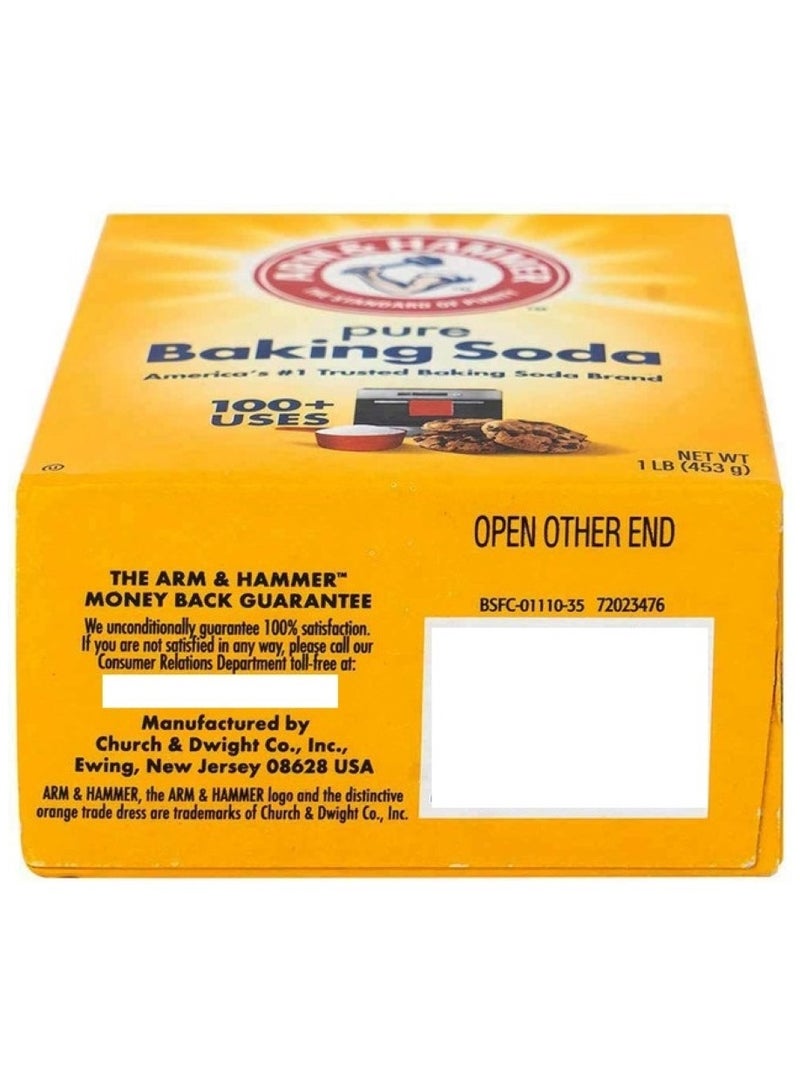 ARM & HAMMER
THE STANDARD OF PURITY
TM
pure
Baking Soda
America's #1 Trusted Baking Soda Brand
100+
USES
NET WT
1 LB (453 g)
OPEN OTHER END
THE ARM & HAMMER™
MONEY BACK GUARANTEE
We unconditionally guarantee 100% satisfaction.
If you are not satisfied in any way, please call our
Consumer Relations Department toll-free at:
Manufactured by
Church & Dwight Co., Inc.,
Ewing, New Jersey 08628 USA
ARM & HAMMER, the ARM & HAMMER logo and the distinctive
orange trade dress are trademarks of Church & Dwight Co., Inc.
BSFC-01110-35 72023476